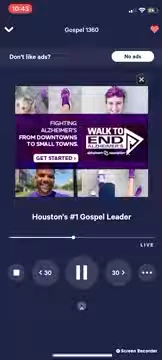 10:43
Gospel 1360
Don't like ads?
No ads
FIGHTING
ALZHEIMER'S
FROM DOWNTOWNS
TO SMALL TOWNS.
GET STARTED
WALK TO
END
ALZHEIMER'S
Houston's #1 Gospel Leader
LIVE
30
30
Screen Recorder